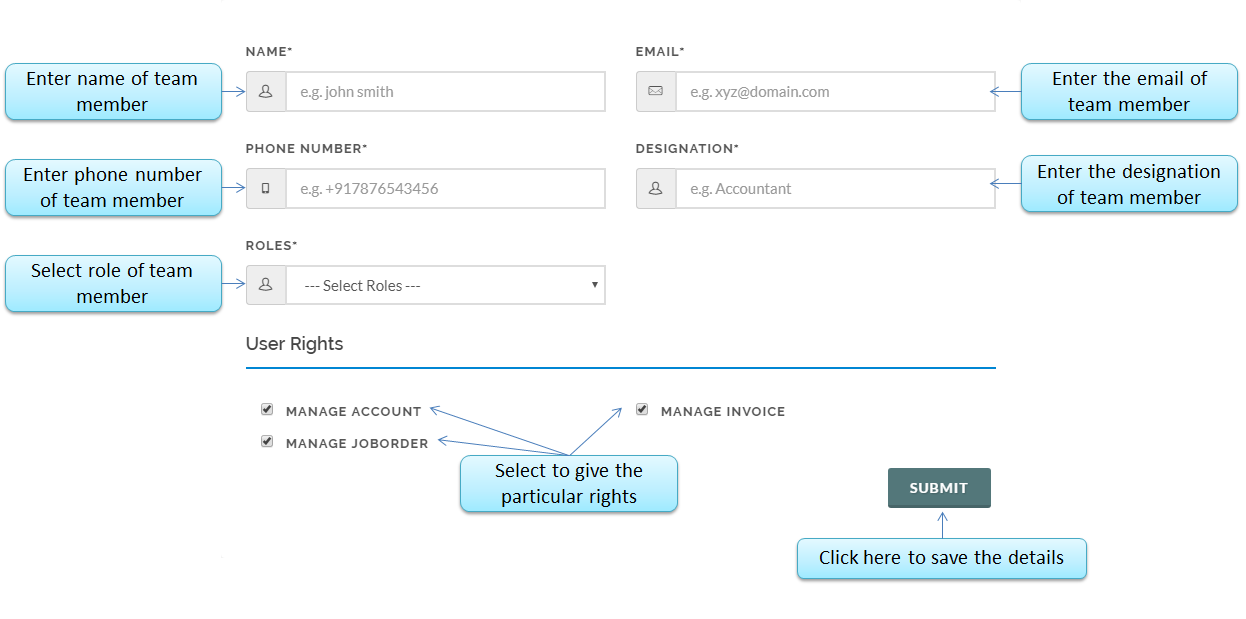 NAME*
EMAIL*
Enter name of team
member
e.g. john smith
e.g. xyz@domain.com
Enter the email of
team member
PHONE NUMBER*
DESIGNATION*
Enter phone number
of team member
e.g. +917876543456
e.g. Accountant
Enter the designation
of team member
ROLES*
Select role of team
member
--- Select Roles ---
User Rights
MANAGE ACCOUNT
MANAGE INVOICE
MANAGE JOBORDER
Select to give the
particular rights
SUBMIT
Click here to save the details